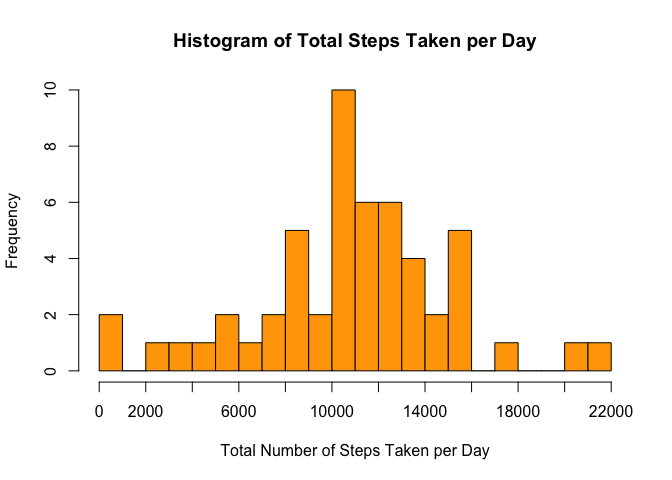 Histogram of Total Steps Taken per Day
Frequency
10
8
6
4
2
0
0 2000 6000 10000 14000 18000 22000
Total Number of Steps Taken per Day